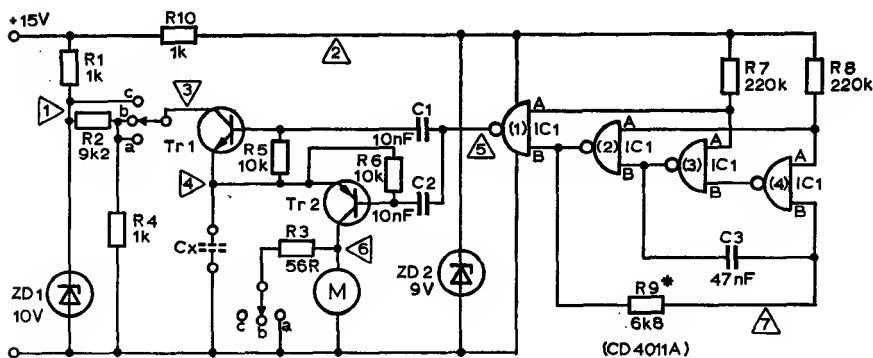 +15V
R10
1k
R1
1k
1
2
3
c
b
a
R2
9k2
Tr1
R5
10k
C1
10nF
R6
10k
C2
10nF
4
Tr2
R4
1k
Cx
R3
56R
6
M
c
b
a
ZD1
10V
ZD2
9V
5
(1)
IC1
A
B
(2)
IC1
A
B
(3)
IC1
A
B
(4)
IC1
A
B
R7
220k
R8
220k
C3
47nF
R9*
6k8
7
(CD4011A)